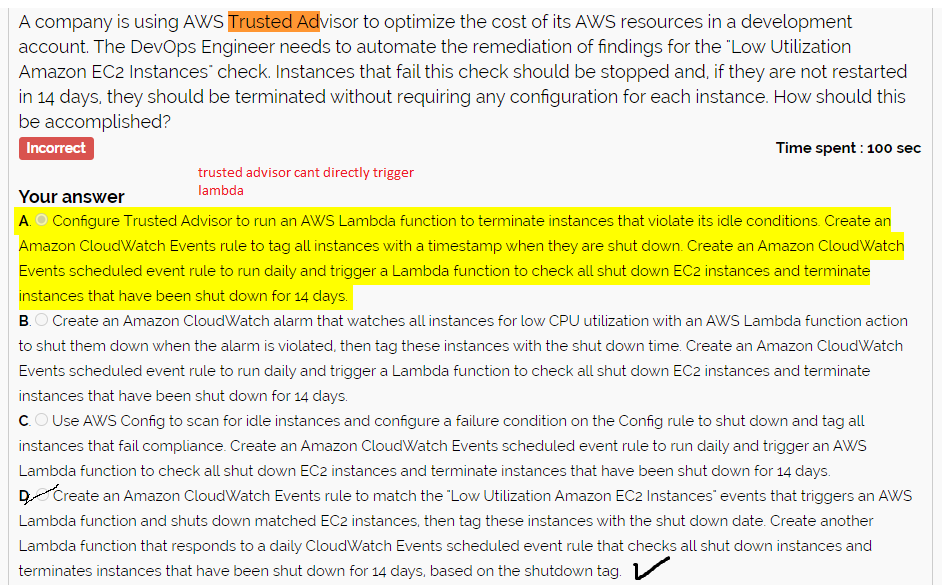 A company is using AWS Trusted Advisor to optimize the cost of its AWS resources in a development
account. The DevOps Engineer needs to automate the remediation of findings for the "Low Utilization
Amazon EC2 Instances" check. Instances that fail this check should be stopped and, if they are not restarted
in 14 days, they should be terminated without requiring any configuration for each instance. How should this
be accomplished?
Incorrect
Time spent : 100 sec
trusted advisor cant directly trigger
lambda
Your answer
A. Configure Trusted Advisor to run an AWS Lambda function to terminate instances that violate its idle conditions. Create an
Amazon CloudWatch Events rule to tag all instances with a timestamp when they are shut down. Create an Amazon CloudWatch
Events scheduled event rule to run daily and trigger a Lambda function to check all shut down EC2 instances and terminate
instances that have been shut down for 14 days.
B. Create an Amazon CloudWatch alarm that watches all instances for low CPU utilization with an AWS Lambda function action
to shut them down when the alarm is violated, then tag these instances with the shut down time. Create an Amazon CloudWatch
Events scheduled event rule to run daily and trigger a Lambda function to check all shut down EC2 instances and terminate
instances that have been shut down for 14 days.
C. Use AWS Config to scan for idle instances and configure a failure condition on the Config rule to shut down and tag all
instances that fail compliance. Create an Amazon CloudWatch Events scheduled event rule to run daily and trigger an AWS
Lambda function to check all shut down EC2 instances and terminate instances that have been shut down for 14 days.
D. Create an Amazon CloudWatch Events rule to match the "Low Utilization Amazon EC2 Instances" events that triggers an AWS
Lambda function and shuts down matched EC2 instances, then tag these instances with the shut down date. Create another
Lambda function that responds to a daily CloudWatch Events scheduled event rule that checks all shut down instances and
terminates instances that have been shut down for 14 days, based on the shutdown tag.